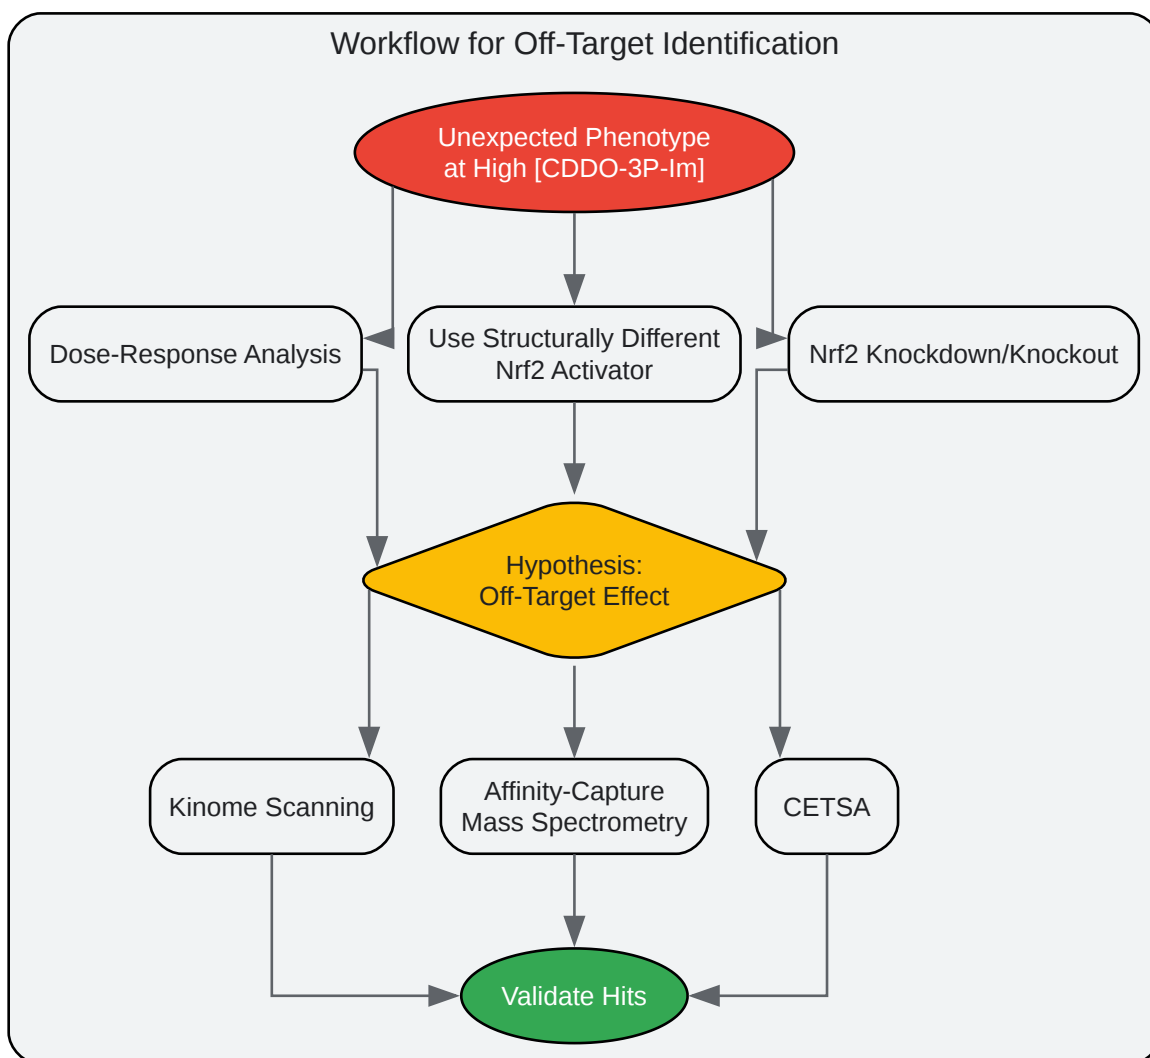 Workflow for Off-Target Identification
Unexpected Phenotype
at High [CDDO-3P-Im]
Dose-Response Analysis
Use Structurally Different
Nrf2 Activator
Nrf2 Knockdown/Knockout
Hypothesis:
Off-Target Effect
Kinome Scanning
Affinity-Capture
Mass Spectrometry
CETSA
Validate Hits